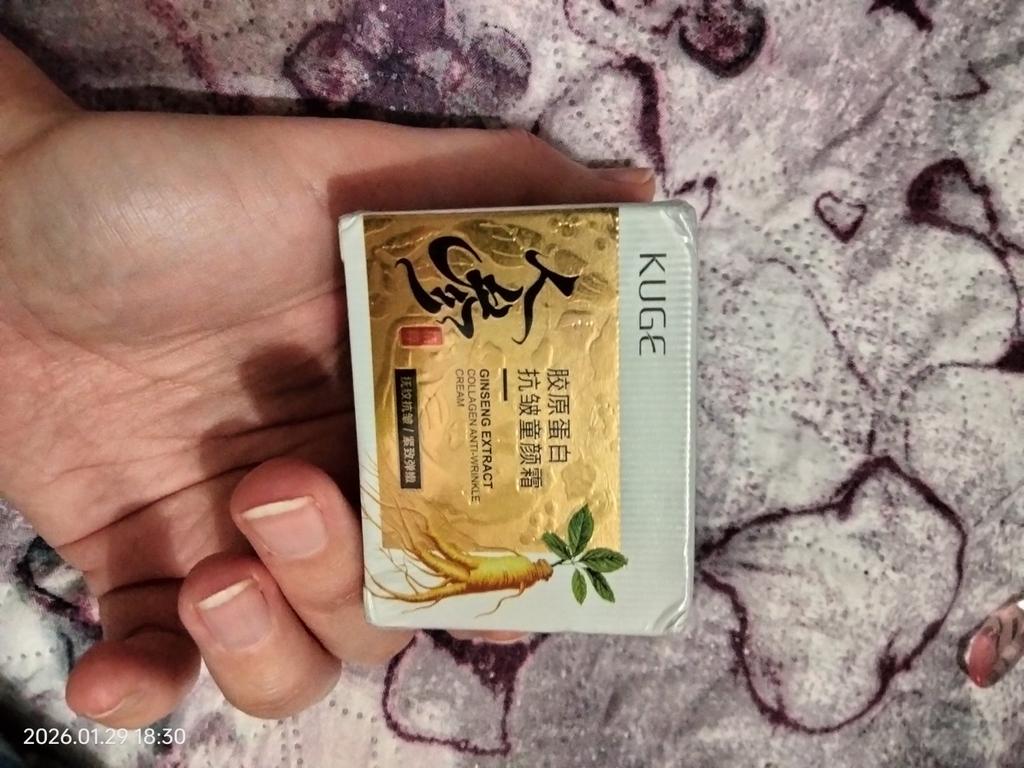 KUGE
人参
胶原蛋白
抗皱童颜霜
GINSENG EXTRACT
COLLAGEN ANTI-WRINKLE
CREAM
抚纹抗皱 / 紧致弹嫩
2026.01.29 18:30